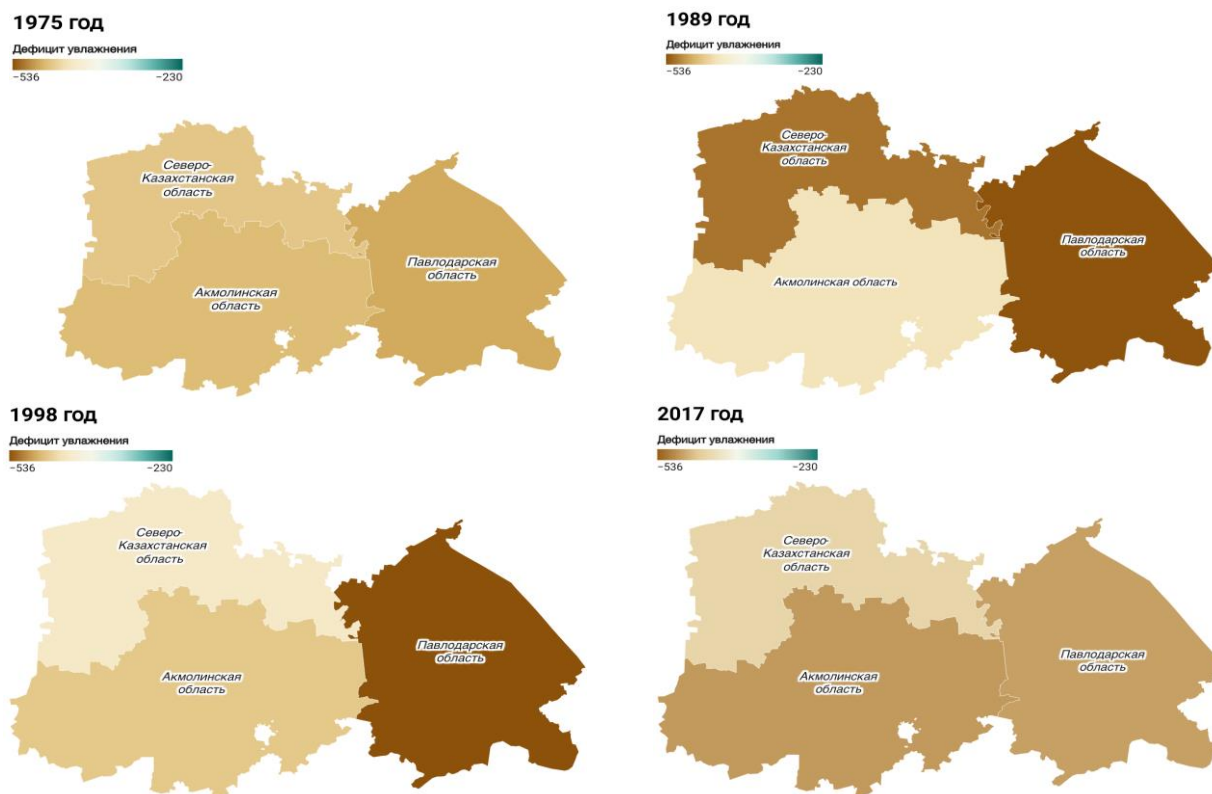 1975 год
Дефицит увлажнения
−536 −230
Северо-
Казахстанская
область
Акмолинская
область
Павлодарская
область
1989 год
Дефицит увлажнения
−536 −230
Северо-
Казахстанская
область
Акмолинская область
Павлодарская
область
1998 год
Дефицит увлажнения
−536 −230
Северо-
Казахстанская
область
Акмолинская
область
Павлодарская
область
2017 год
Дефицит увлажнения
−536 −230
Северо-
Казахстанская
область
Акмолинская
область
Павлодарская
область